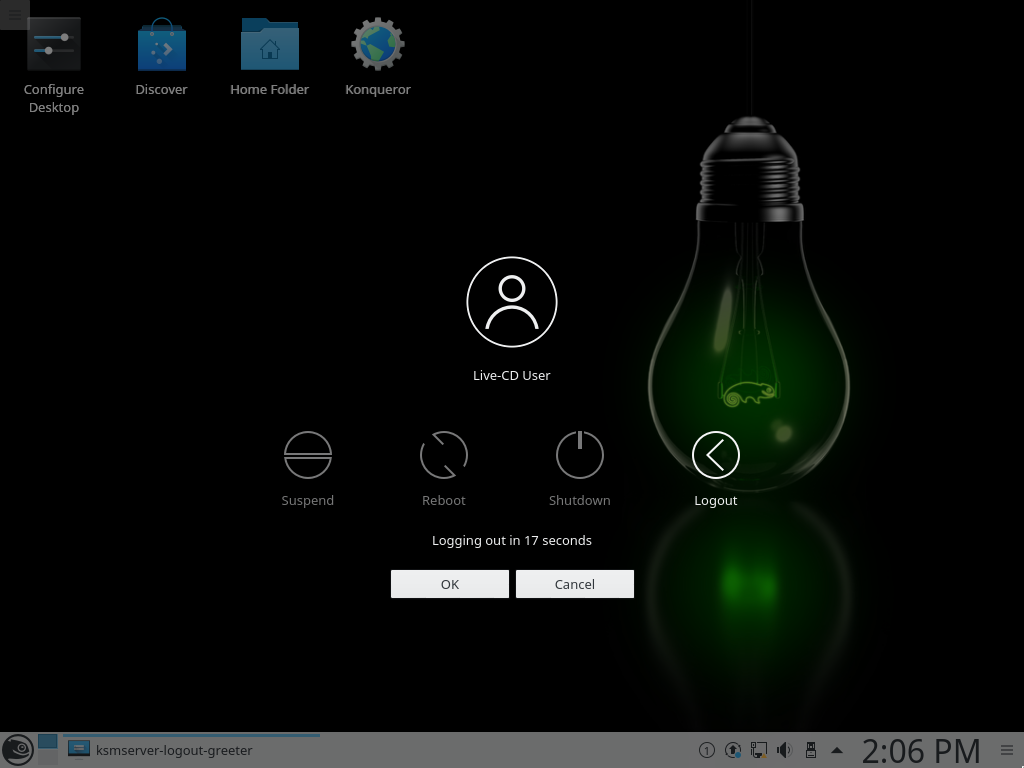 Configure
Desktop
Discover
Home Folder
Konqueror
Live-CD User
Suspend
Reboot
Shutdown
Logout
Logging out in 17 seconds
OK
Cancel
ksmserver-logout-greeter
1
2:06 PM